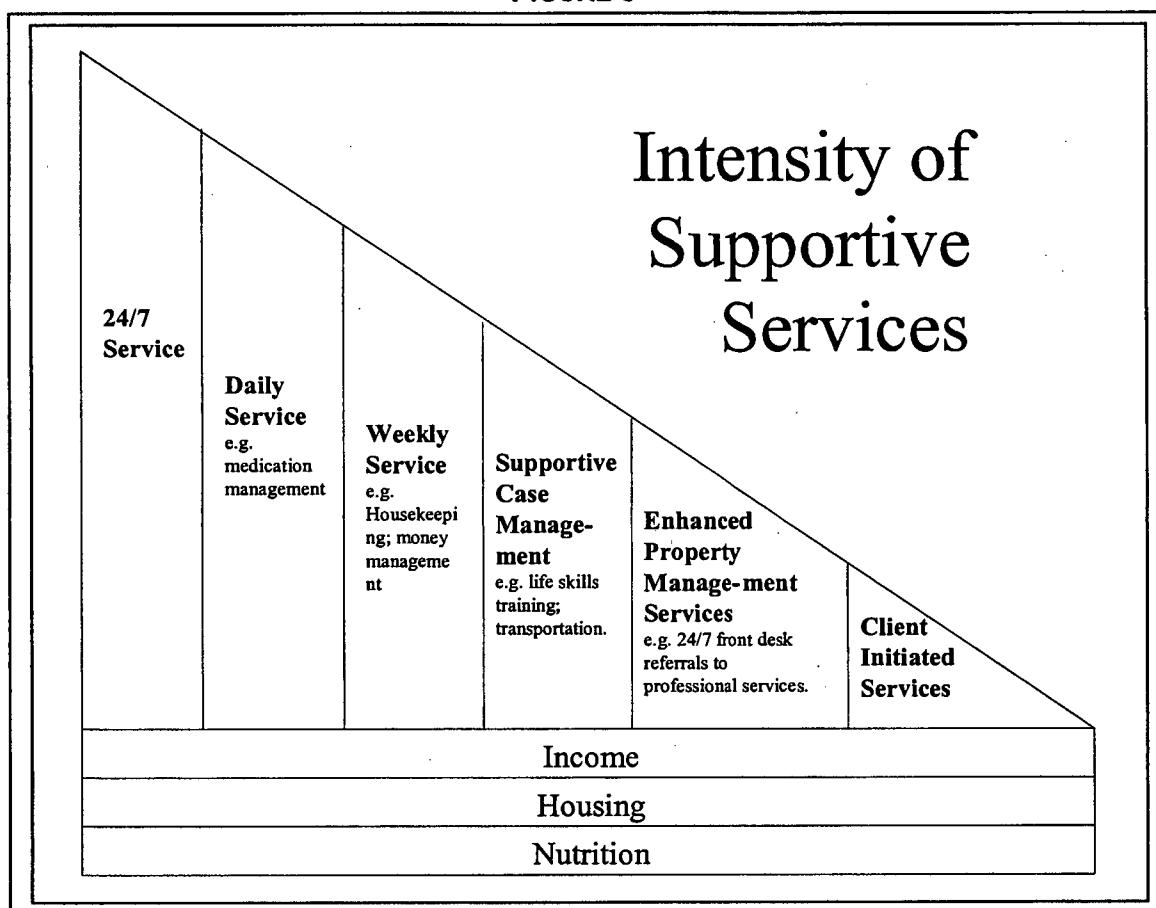 Intensity of
Supportive
Services
24/7
Service
Daily
Service
e.g.
medication
management
Weekly
Service
e.g.
Housekeepi
ng; money
manageme
nt
Supportive
Case
Manage-
ment
e.g. life skills
training;
transportation.
Enhanced
Property
Manage-ment
Services
e.g. 24/7 front desk
referrals to
professional services.
Client
Initiated
Services
Income
Housing
Nutrition